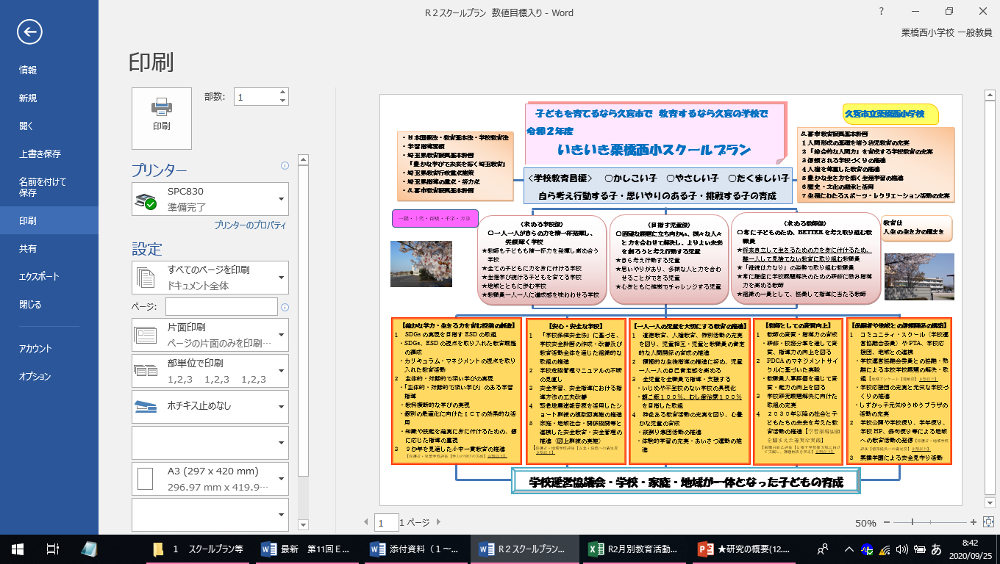 R２スクールプラン 数値目標入り - Word
?
栗橋西小学校 一般教員
情報
新規
開く
上書き保存
名前を付けて
保存
印刷
共有
エクスポート
閉じる
アカウント
オプション
印刷
印刷
部数:
1
プリンター
SPC830
準備完了
プリンターのプロパティ
設定
すべてのページを印刷
ドキュメント全体
ページ:
片面印刷
ページの片面のみを印刷…
部単位で印刷
1,2,3 1,2,3 1,2,3
ホチキス止めなし
A3 (297 x 420 mm)
296.97 mm x 419.9…
子どもを育てるなら久喜市で 教育するなら久喜の学校で
令和２年度
いきいき栗橋西小スクールプラン
久喜市立栗橋西小学校
・日本国憲法・教育基本法・学校教育法
・学習指導要領
・埼玉県教育振興基本計画
「豊かな学びで未来を拓く埼玉教育」
・埼玉県教育行政重点施策
・埼玉県指導の重点・努力点
・久喜市教育振興基本計画
久喜市教育振興基本計画
１人間形成の基礎を培う幼児教育の充実
２「総合的な人間力」を育成する学校教育の充実
３信頼される学校づくりの推進
４人権を尊重した教育の推進
５豊かな生き方を築く生涯学習の推進
６歴史・文化の継承と活用
７生涯にわたるスポーツ・レクリエーション活動の充実
＜学校教育目標＞ ○かしこい子 ○やさしい子 ○たくましい子
自ら考え行動する子・思いやりのある子・挑戦する子の育成
一読・十笑・百吸・千字・万歩
（求める学校像）
○一人一人が自らの力を精一杯発揮し、
笑顔輝く学校
★教師も子どもも精一杯力を発揮し高め合う
学校
★全ての子どもに力を身に付ける学校
★生涯学び続ける子どもを育てる学校
★地域とともに歩む学校
★教職員一人一人に達成感を味わわせる学校
（目指す児童像）
○困難な課題に立ち向かい、様々な人々
と力を合わせて解決し、よりよい未来
を創ろうと考え行動する児童
★自ら考え行動する児童
★思いやりがあり、多様な人と力を合わ
せることができる児童
★心身ともに健康でチャレンジする児童
（求める教師像）
○常に子どものため、BETTERを考え取り組む教
職員
★将来自立して生きるための力を身に付けるため、
誰一人として見捨てない教育に取り組む教職員
★「継続は力なり」の姿勢で取り組む教職員
★常に謙虚に学校課題解決のための研修に励み指導
力を高める教師
★組織の一員として、協働して指導に当たる教師
教育は
人生の生き方の種まき
【確かな学力・生きる力を育む授業の創造】
１ SDGsの実現を目指すESDの取組
・SDGs、ESDの視点を取り入れた教育課程
の編成
・カリキュラム・マネジメントの視点を取り
入れた教育活動
２ 主体的・対話的で深い学びの実現
・「主体的・対話的で深い学び」のある学習
指導
・教科横断的な学びの実現
・個別の最適化に向けたＩＣＴの効果的な活
用
・知識や技能を確実に身に付けるための、個
に応じた指導の重視
３ ９か年を見通した小中一貫教育の推進
【安心・安全な学校】
１ 「学校保健安全法」に基づき、
学校安全計画の作成・改善及び
教育活動全体を通じた組織的な
取組の推進
２ 学校危機管理マニュアルの不断
の見直し
３ 安全学習、安全指導における指
導方法の工夫改善
４ 緊急地震速報音源を活用したシ
ョート訓練の複数回実施の推進
５ 家庭・地域社会・関係機関等と
連携した安全教育・安全管理の
推進（図上訓練の実施）
【一人一人の児童を大切にする教育の推進】
１ 道徳教育、人権教育、特別活動の充実
を図り、児童相互・児童と教職員の肯定
的な人間関係の育成の推進
２ 積極的な生徒指導の推進に努め、児童
一人一人の自己肯定感を高める
３ 全児童を全職員で指導・支援する
・いじめや不登校のない学校の具現化
・朝ご飯１００％、むし歯治療１００％
を目指した取組
４ 特色ある教育活動の充実を図り、心豊
かな児童の育成
・縦割り集団活動の推進
・体験的学習の充実・あいさつ運動の推
進
【教師としての資質向上】
１ 教師の資質・指導力の育成
・研修・校務分掌を通して資
質、指導力の向上を図る
２ PDCAのマネジメントサイ
クルに基づいた実践
・教職員人事評価を通して資
質・能力の向上を図る
３ 学校研究課題解決に向けた
取組の充実
４ ２０３０年以降の社会と子
どもたちの未来を考えた教
育活動の推進【学習指導要領
を踏まえた着実な実践】
【保護者や地域との信頼関係の構築】
１ コミュニティ・スクール（学校運
営協議会委員）やPTA、学校応
援団、地域との連携
・学校運営協議会委員との協議・熟
議による本校学校課題の解決・取
組
・学校応援団の充実と元気な学校づ
くりの推進
・しずかっ子元気ゆうゆうプラザの
活動の充実
２ 学校公開や学校便り、学年便り、
学校HP、俳句便り等による地域
への教育活動の発信
３ 栗橋学園による安全見守り活動
学校運営協議会・学校・家庭・地域が一体となった子どもの育成
1
1 ページ
50%
1 スクールプラン等
最新 第11回Ｅ…
添付資料（１～…
R２スクールプラン…
R2月別教育活動…
★研究の概要(12....
あ
8:42
2020/09/25